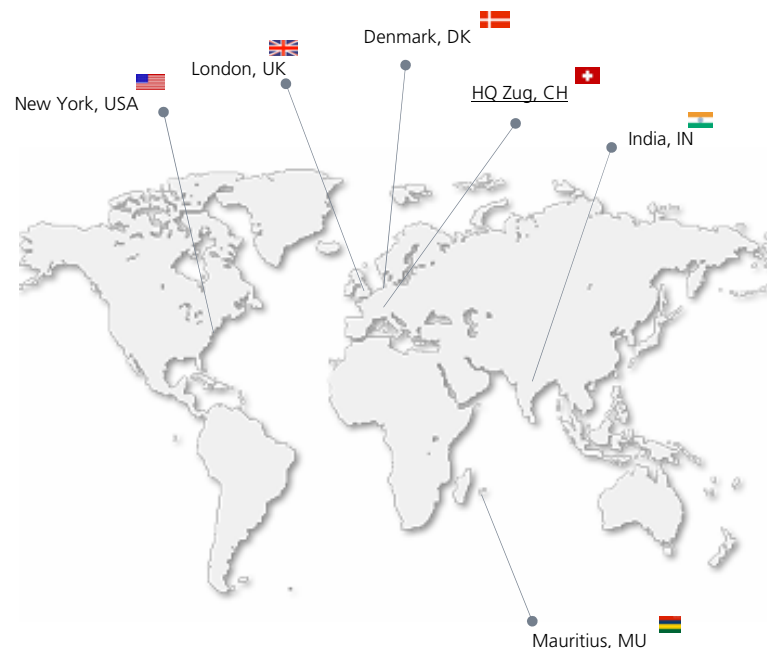 Denmark, DK
London, UK
HQ Zug, CH
New York, USA
India, IN
Mauritius, MU